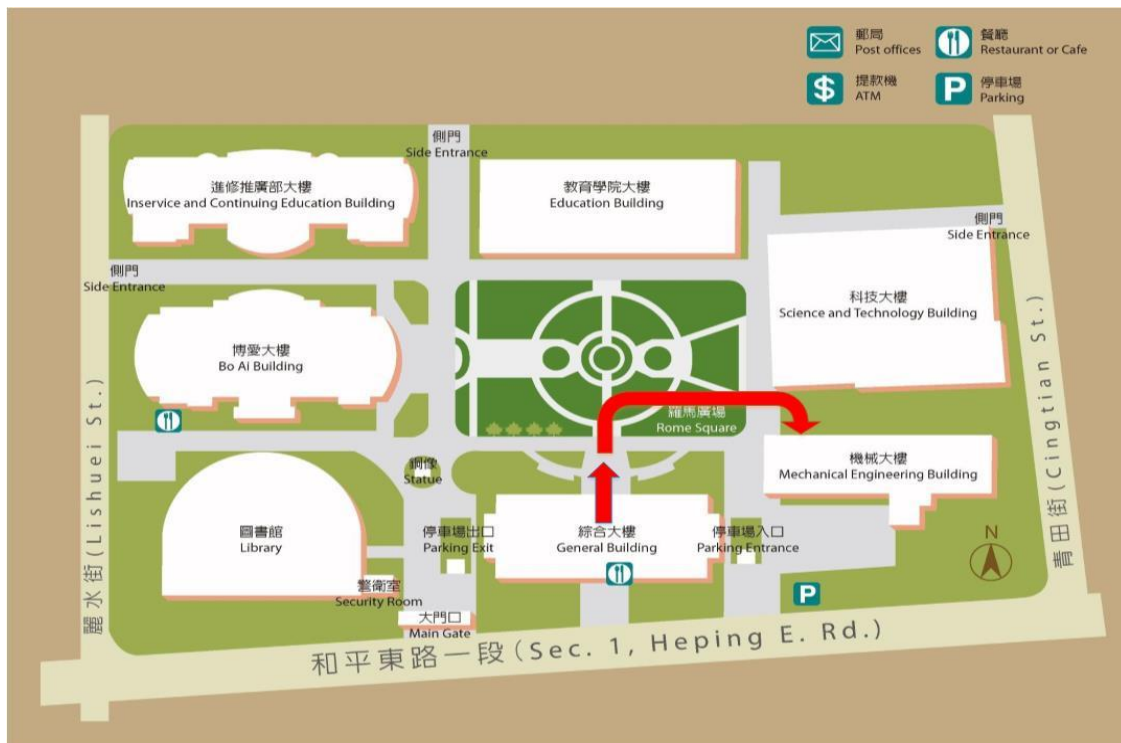 郵局
Post offices
餐廳
Restaurant or Cafe
$
提款機
ATM
P
停車場
Parking
側門
Side Entrance
進修推廣部大樓
Inservice and Continuing Education Building
教育學院大樓
Education Building
側門
Side Entrance
側門
Side Entrance
科技大樓
Science and Technology Building
博愛大樓
Bo Ai Building
羅馬廣場
Rome Square
銅像
Statue
機械大樓
Mechanical Engineering Building
圖書館
Library
停車場出口
Parking Exit
綜合大樓
General Building
停車場入口
Parking Entrance
N
警衛室
Security Room
P
大門口
Main Gate
麗水街(Lishuei St.)
青田街(Cingtian St.)
和平東路一段(Sec. 1, Heping E. Rd.)